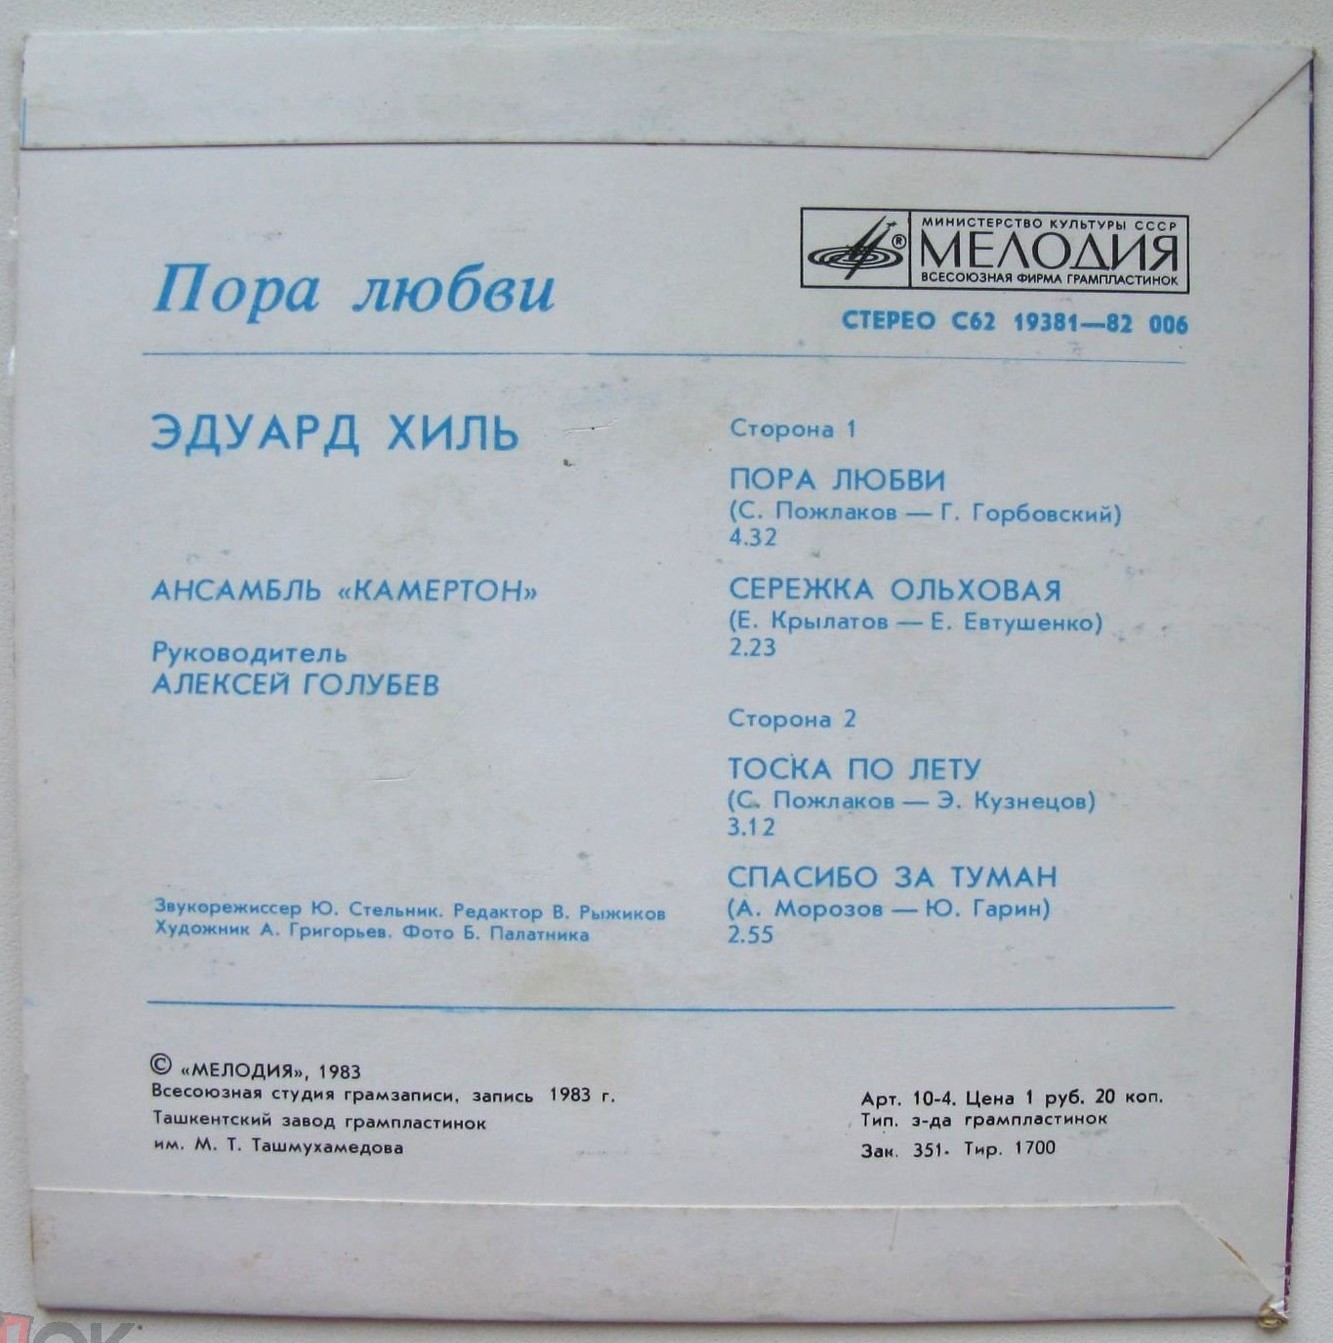 МИНИСТЕРСТВО КУЛЬТУРЫ СССР
®
МЕЛОДИЯ
ВСЕСОЮЗНАЯ ФИРМА ГРАМПЛАСТИНОК
Пора любви
СТЕРЕО С62 19381—82 006
ЭДУАРД ХИЛЬ
АНСАМБЛЬ «КАМЕРТОН»
Руководитель
АЛЕКСЕЙ ГОЛУБЕВ
Сторона 1
ПОРА ЛЮБВИ
(С. Пожлаков — Г. Горбовский)
4.32
СЕРЕЖКА ОЛЬХОВАЯ
(Е. Крылатов — Е. Евтушенко)
2.23
Сторона 2
ТОСКА ПО ЛЕТУ
(С. Пожлаков — Э. Кузнецов)
3.12
СПАСИБО ЗА ТУМАН
(А. Морозов — Ю. Гарин)
2.55
Звукорежиссер Ю. Стельник. Редактор В. Рыжиков
Художник А. Григорьев. Фото Б. Палатника
© «МЕЛОДИЯ», 1983
Всесоюзная студия грамзаписи, запись 1983 г.
Ташкентский завод грампластинок
им. М. Т. Ташмухамедова
Арт. 10-4. Цена 1 руб. 20 коп.
Тип. з-да грампластинок
Зак. 351. Тир. 1700